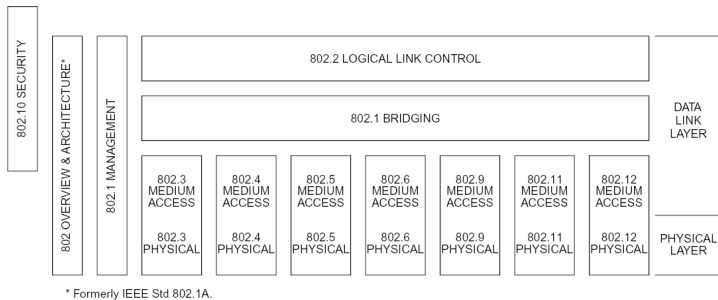 802.10 SECURITY
802 OVERVIEW & ARCHITECTURE*
802.1 MANAGEMENT
802.2 LOGICAL LINK CONTROL
802.1 BRIDGING
802.3
MEDIUM
ACCESS
802.3
PHYSICAL
802.4
MEDIUM
ACCESS
802.4
PHYSICAL
802.5
MEDIUM
ACCESS
802.5
PHYSICAL
802.6
MEDIUM
ACCESS
802.6
PHYSICAL
802.9
MEDIUM
ACCESS
802.9
PHYSICAL
802.11
MEDIUM
ACCESS
802.11
PHYSICAL
802.12
MEDIUM
ACCESS
802.12
PHYSICAL
DATA
LINK
LAYER
PHYSICAL
LAYER
* Formerly IEEE Std 802.1A.